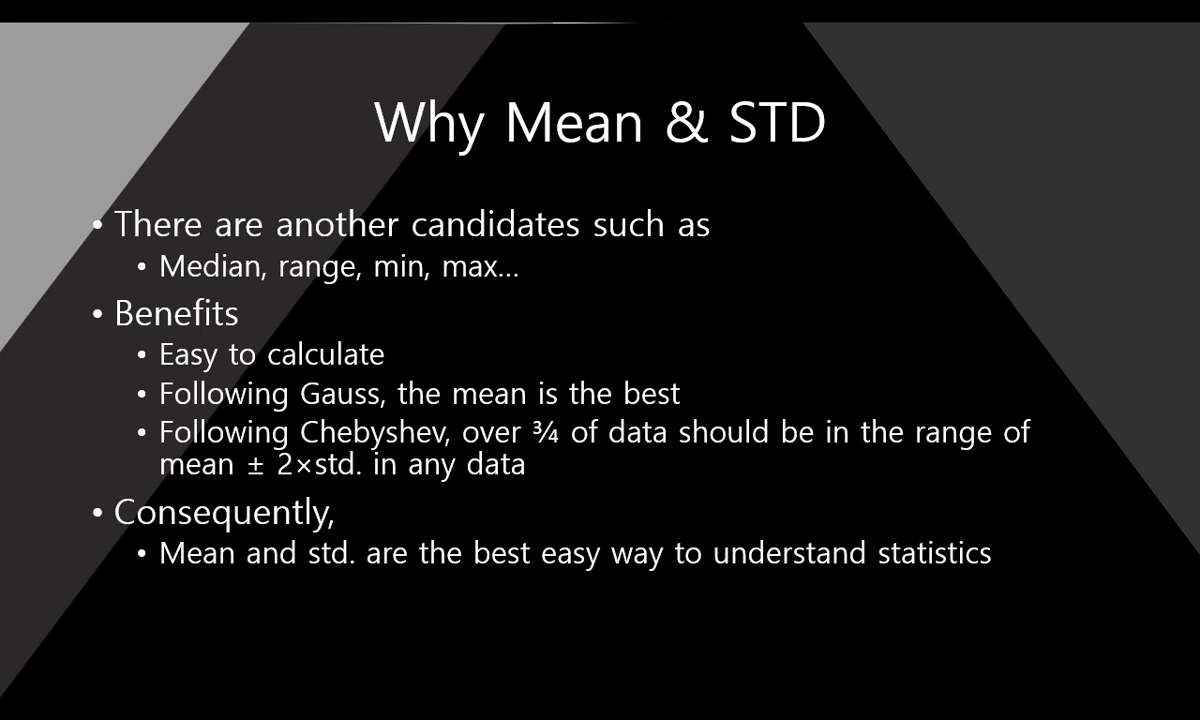 Why Mean & STD
• There are another candidates such as
• Median, range, min, max...
• Benefits
• Easy to calculate
• Following Gauss, the mean is the best
• Following Chebyshev, over ¾ of data should be in the range of
mean ± 2×std. in any data
• Consequently,
• Mean and std. are the best easy way to understand statistics